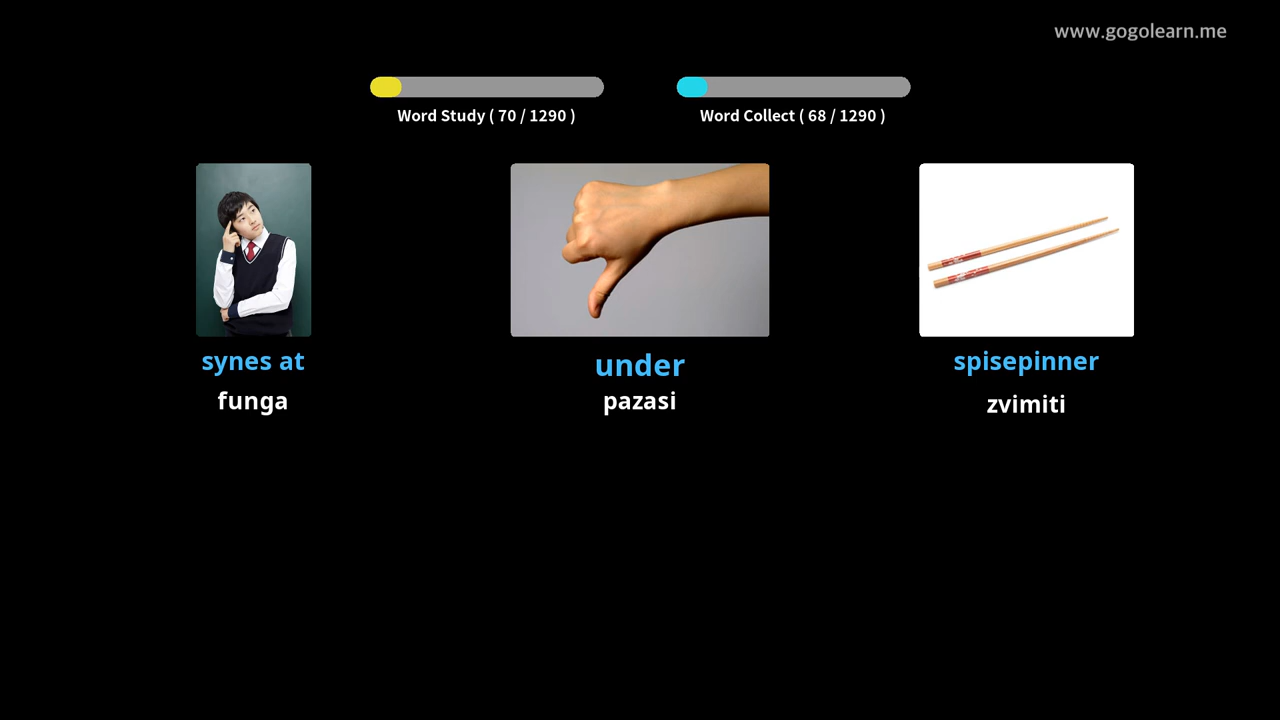 www.gogolearn.me
Word Study ( 70 / 1290 )
Word Collect ( 68 / 1290 )
synes at
under
spisepinner
funga
pazasi
zvimiti